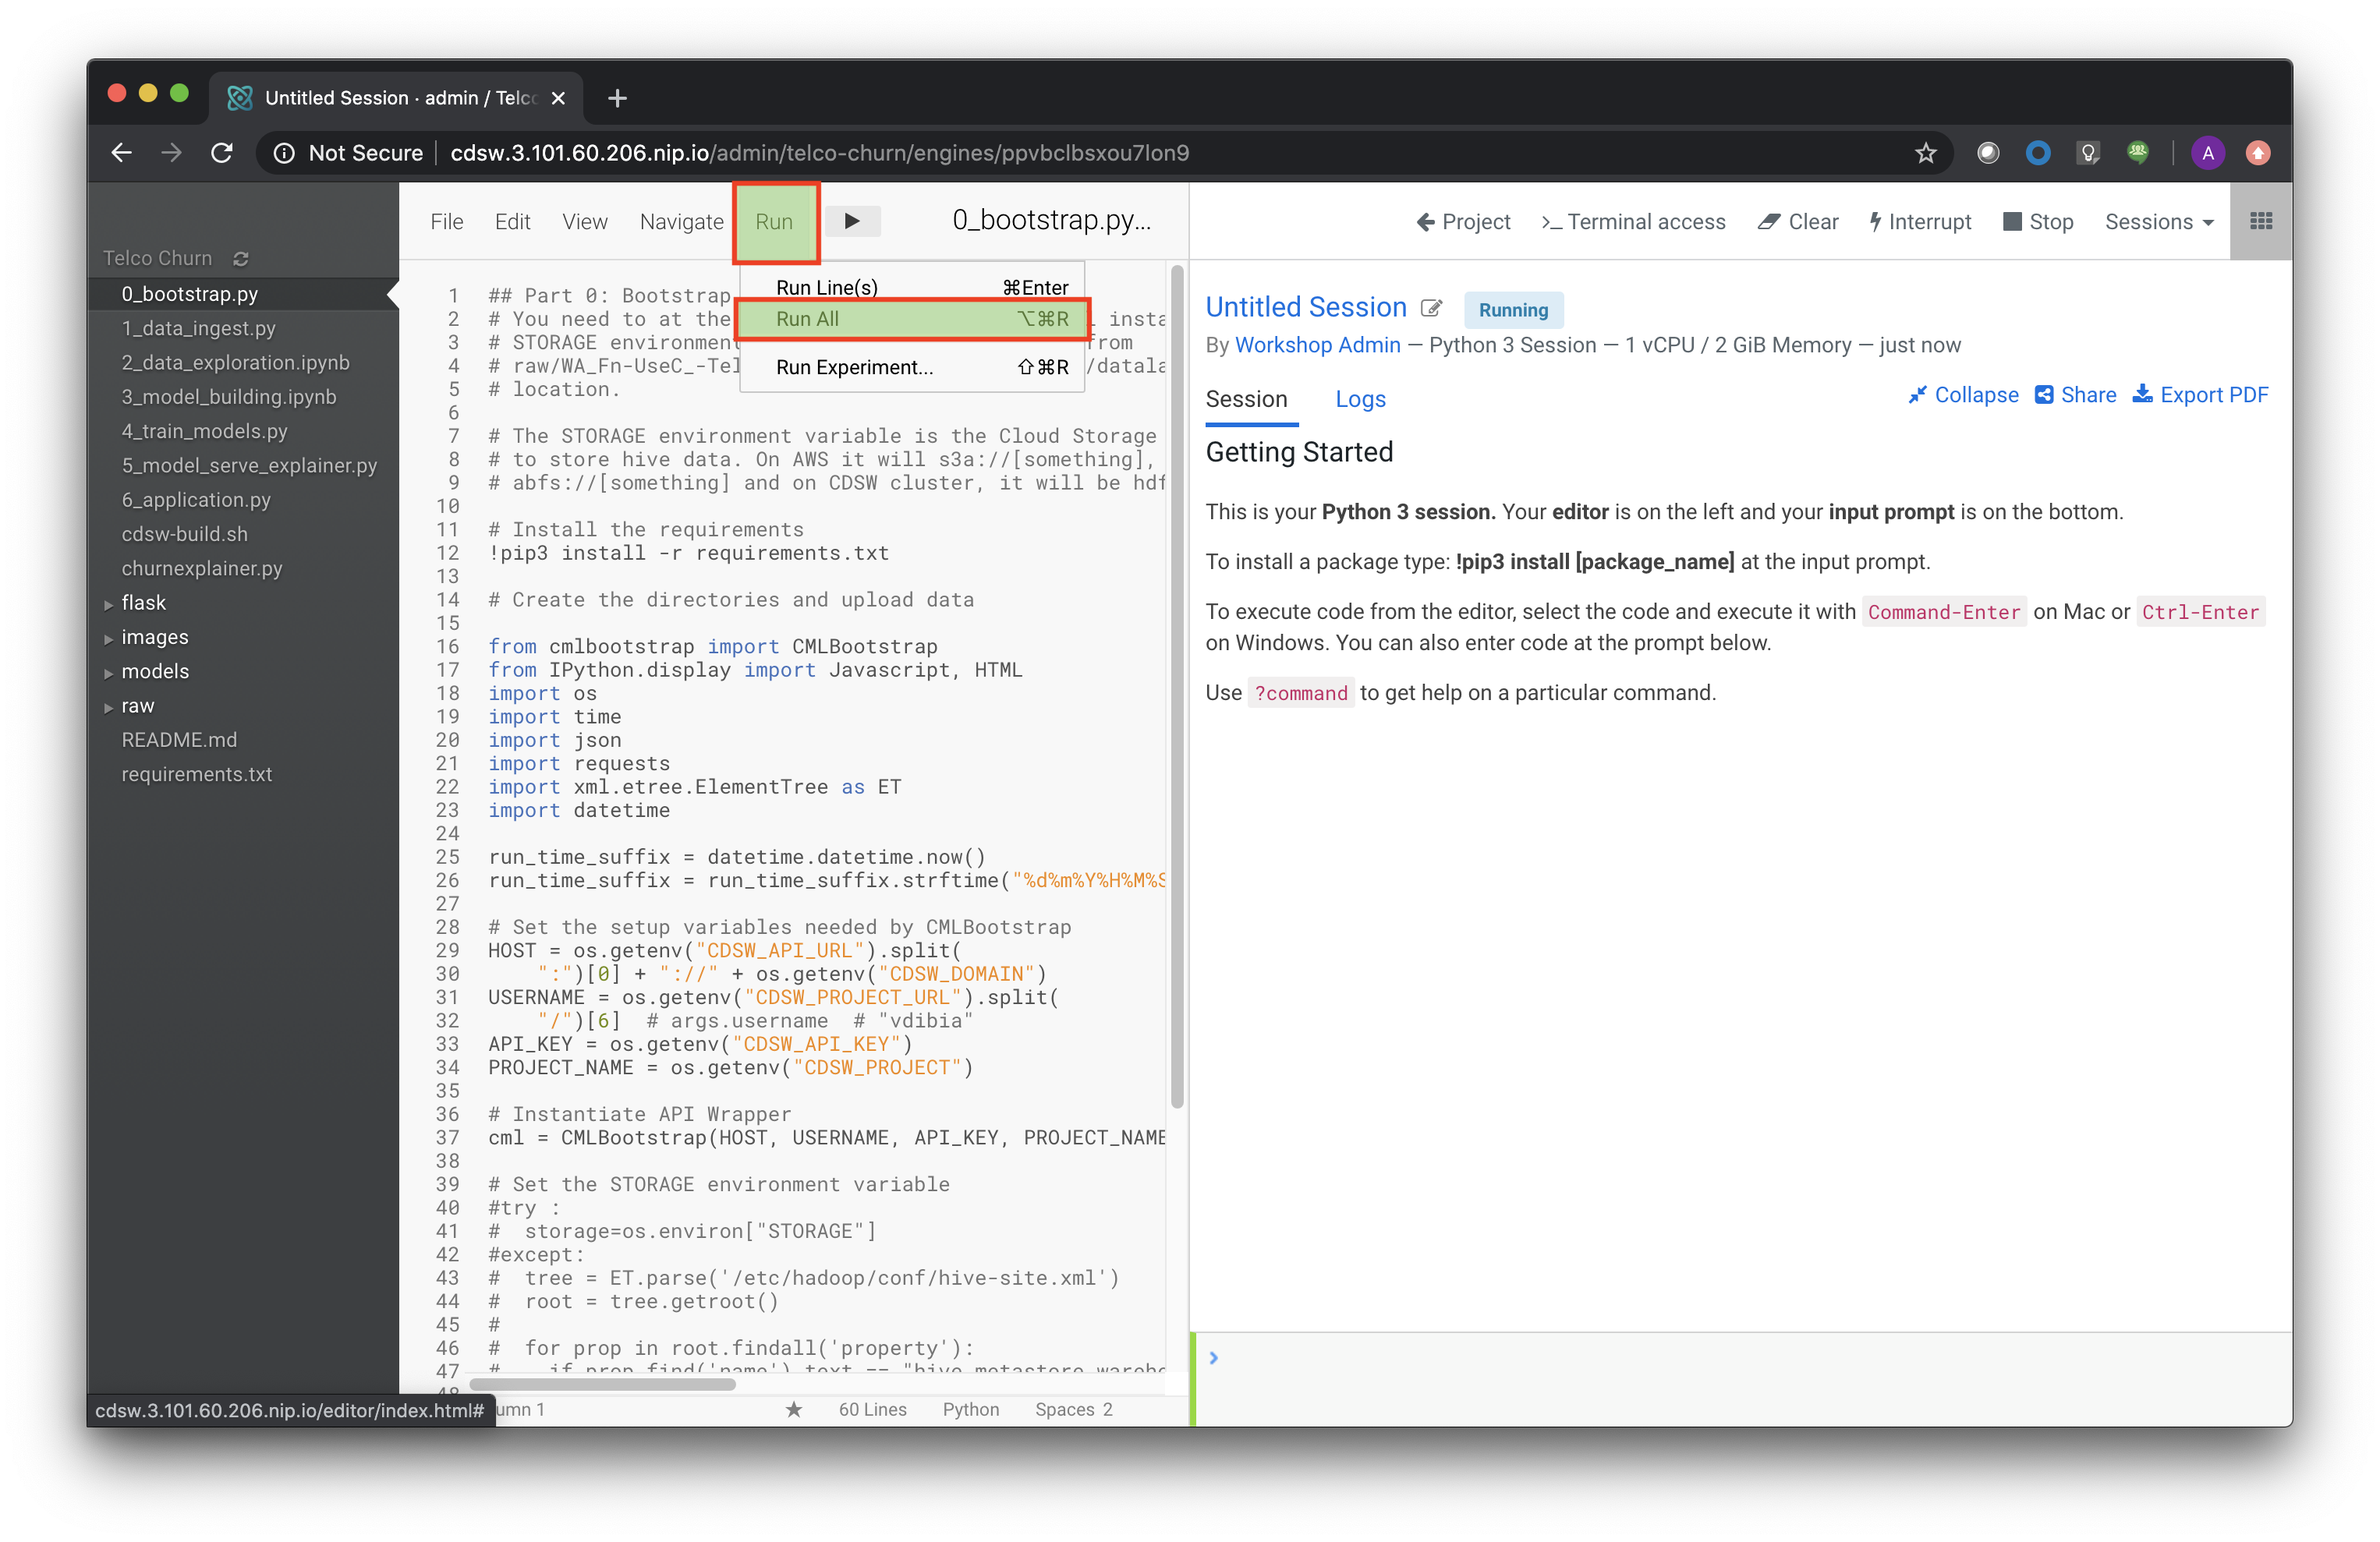 Untitled Session · admin / Telco
Not Secure cdsw.3.101.60.206.nip.io/admin/telco-churn/engines/ppvbclbsxou7lon9
A
File Edit View Navigate Run 0_bootstrap.py...
Project >_ Terminal access Clear Interrupt Stop Sessions
Telco Churn
0_bootstrap.py
1_data_ingest.py
2_data_exploration.ipynb
3_model_building.ipynb
4_train_models.py
5_model_serve_explainer.py
6_application.py
cdsw-build.sh
churnexplainer.py
flask
images
models
raw
README.md
requirements.txt
Run Line(s) ⌘Enter
Run All ⌥⌘R
Run Experiment... ⇧⌘R
1 ## Part 0: Bootstrap
2 # You need to at the insta
3 # STORAGE environment from
4 # raw/WA_Fn-UseC_-Tel /datala
5 # location.
6
7 # The STORAGE environment variable is the Cloud Storage
8 # to store hive data. On AWS it will s3a://[something],
9 # abfs://[something] and on CDSW cluster, it will be hdf
10
11 # Install the requirements
12 !pip3 install -r requirements.txt
13
14 # Create the directories and upload data
15
16 from cmlbootstrap import CMLBootstrap
17 from IPython.display import Javascript, HTML
18 import os
19 import time
20 import json
21 import requests
22 import xml.etree.ElementTree as ET
23 import datetime
24
25 run_time_suffix = datetime.datetime.now()
26 run_time_suffix = run_time_suffix.strftime("%d%m%Y%H%M%S
27
28 # Set the setup variables needed by CMLBootstrap
29 HOST = os.getenv("CDSW_API_URL").split(
30 ":")[0] + "://" + os.getenv("CDSW_DOMAIN")
31 USERNAME = os.getenv("CDSW_PROJECT_URL").split(
32 "/")[6] # args.username # "vdibia"
33 API_KEY = os.getenv("CDSW_API_KEY")
34 PROJECT_NAME = os.getenv("CDSW_PROJECT")
35
36 # Instantiate API Wrapper
37 cml = CMLBootstrap(HOST, USERNAME, API_KEY, PROJECT_NAME
38
39 # Set the STORAGE environment variable
40 #try :
41 # storage=os.environ["STORAGE"]
42 #except:
43 # tree = ET.parse('/etc/hadoop/conf/hive-site.xml')
44 # root = tree.getroot()
45 #
46 # for prop in root.findall('property'):
47 # if prop.find('name').text == "hive.metastore.wareho
48
cdsw.3.101.60.206.nip.io/editor/index.html# umn 1 ★ 60 Lines Python Spaces 2
Untitled Session Running
By Workshop Admin — Python 3 Session — 1 vCPU / 2 GiB Memory — just now
Session Logs Collapse Share Export PDF
Getting Started
This is your Python 3 session. Your editor is on the left and your input prompt is on the bottom.
To install a package type: !pip3 install [package_name] at the input prompt.
To execute code from the editor, select the code and execute it with Command-Enter on Mac or Ctrl-Enter
on Windows. You can also enter code at the prompt below.
Use ?command to get help on a particular command.